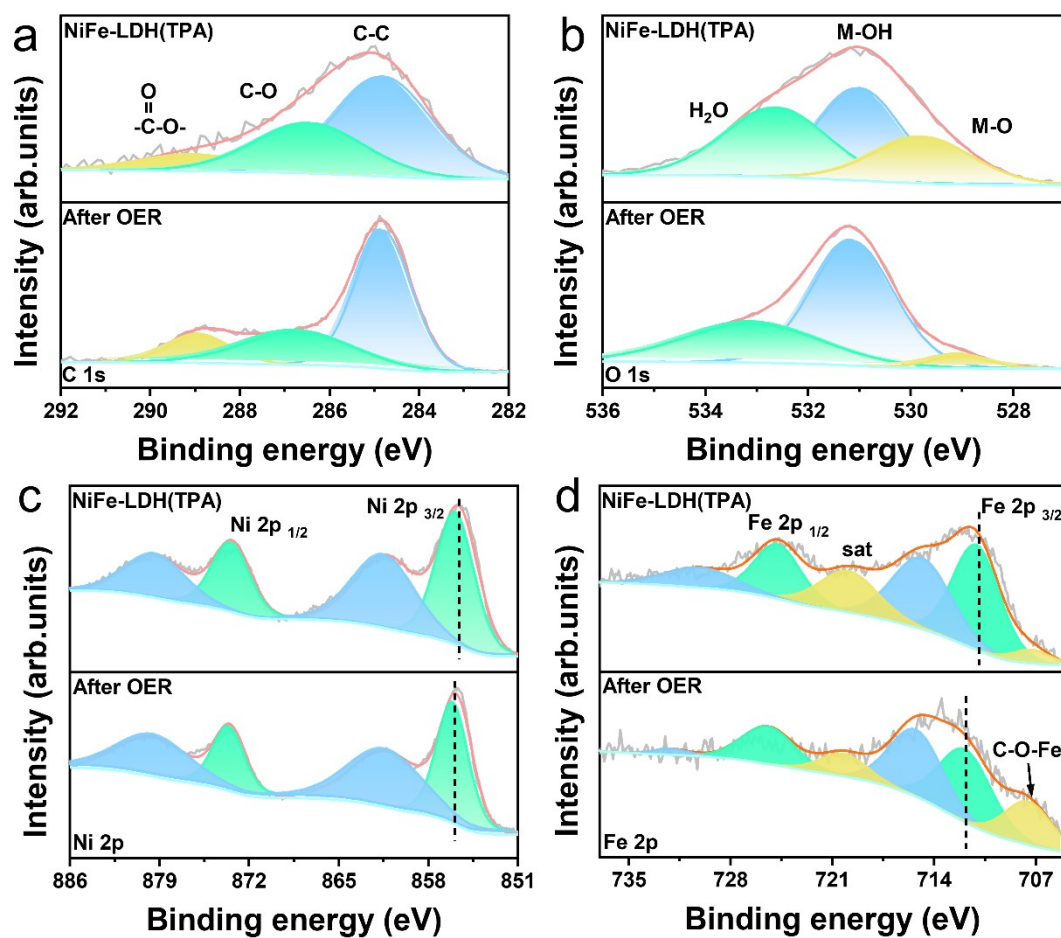 a
NiFe-LDH(TPA)
C-C
O
=
-C-O-
C-O
After OER
C 1s
292 290 288 286 284 282
Binding energy (eV)
Intensity (arb.units)
b
NiFe-LDH(TPA)
M-OH
H2O
M-O
After OER
O 1s
536 534 532 530 528
Binding energy (eV)
Intensity (arb.units)
c
NiFe-LDH(TPA)
Ni 2p 1/2
Ni 2p 3/2
After OER
Ni 2p
886 879 872 865 858 851
Binding energy (eV)
Intensity (arb.units)
d
NiFe-LDH(TPA)
Fe 2p 1/2
Fe 2p 3/2
sat
After OER
C-O-Fe
Fe 2p
735 728 721 714 707
Binding energy (eV)
Intensity (arb.units)